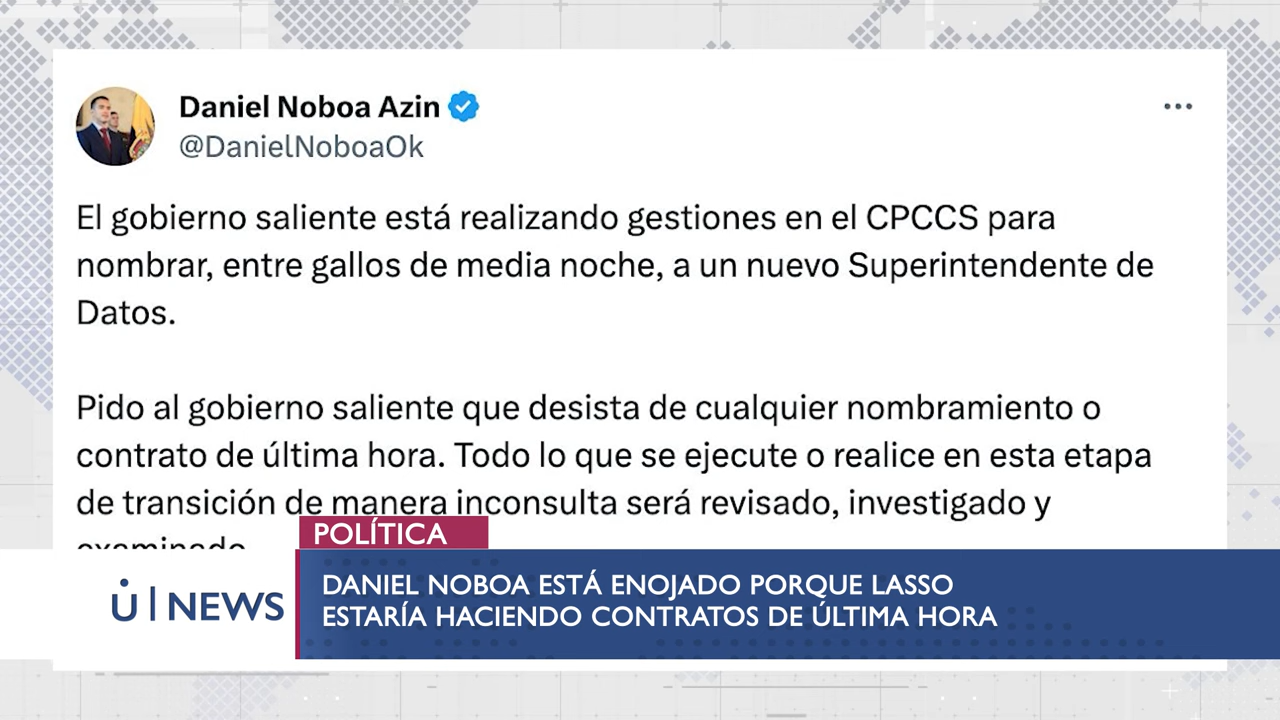 Daniel Noboa Azin
@DanielNoboaOk
El gobierno saliente está realizando gestiones en el CPCCS para
nombrar, entre gallos de media noche, a un nuevo Superintendente de
Datos.
Pido al gobierno saliente que desista de cualquier nombramiento o
contrato de última hora. Todo lo que se ejecute o realice en esta etapa
de transición de manera inconsulta será revisado, investigado y
examinado.
POLÍTICA
U | NEWS
DANIEL NOBOA ESTÁ ENOJADO PORQUE LASSO
ESTARÍA HACIENDO CONTRATOS DE ÚLTIMA HORA